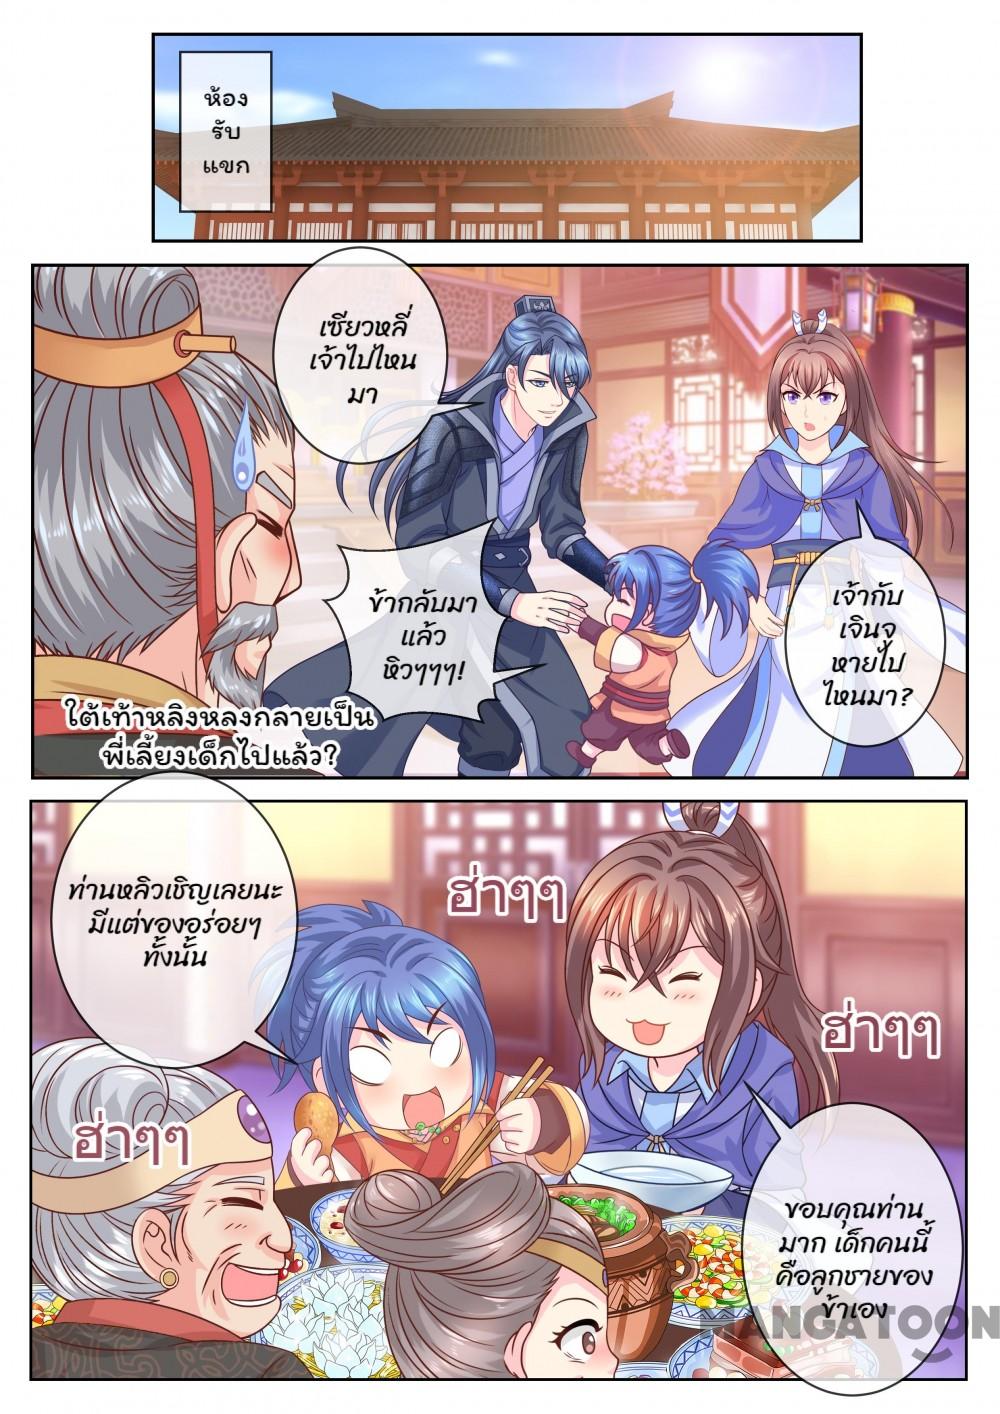 ห้อง
รับ
แขก
เซียวหลี่
เจ้าไปไหน
มา
ข้ากลับมา
แล้ว
หิวๆๆๆ!
เจ้ากับ
เจินจู
หายไป
ไหนมา?
ใต้เท้าหลิงหลงกลายเป็น
พี่เลี้ยงเด็กไปแล้ว?
ท่านหลิวเชิญเลยนะ
มีแต่ของอร่อยๆ
ทั้งนั้น
ฮ่าๆๆ
ฮ่าๆๆ
ฮ่าๆๆ
ขอบคุณท่าน
มาก เด็กคนนี้
คือลูกชายของ
ข้าเอง
MANGATOON